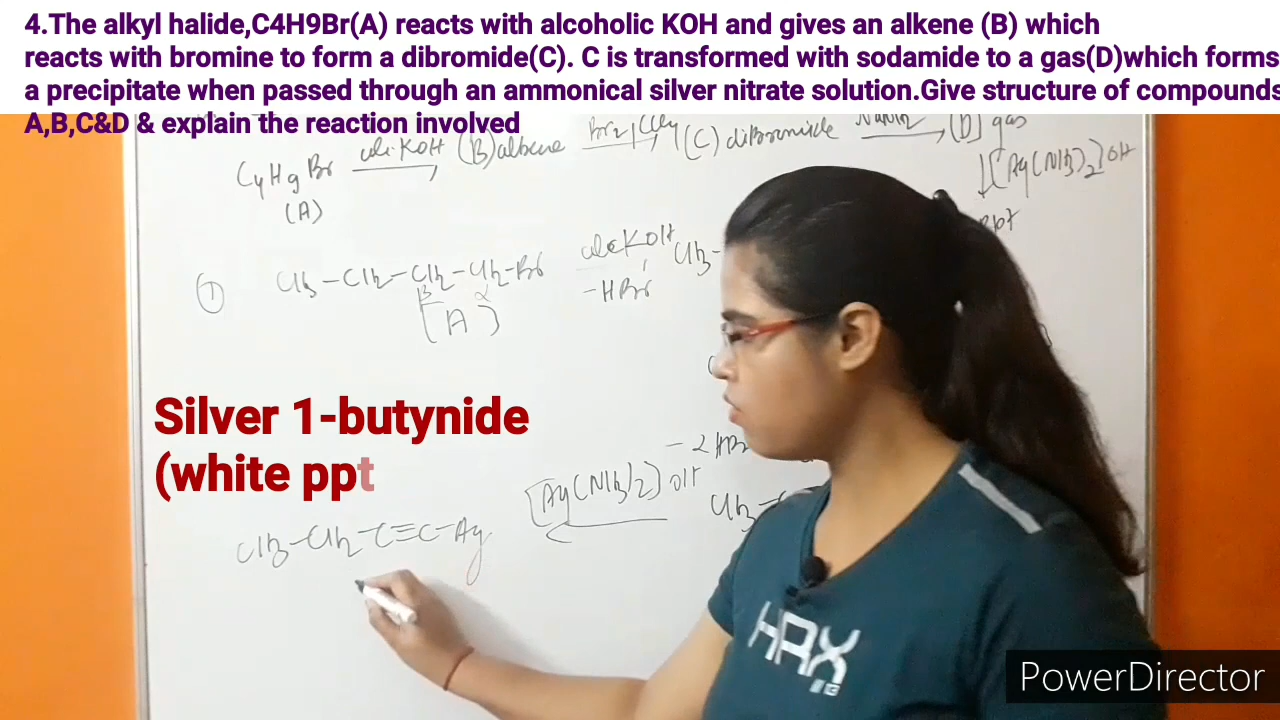 4.The alkyl halide,C4H9Br(A) reacts with alcoholic KOH and gives an alkene (B) which
reacts with bromine to form a dibromide(C). C is transformed with sodamide to a gas(D)which forms
a precipitate when passed through an ammonical silver nitrate solution.Give structure of compounds
A,B,C&D & explain the reaction involved
C4H9Br alc KOH (B) alkene Br2/CCl4 (C) dibromide NaNH2 (D) gas
(A)
[Ag(NH3)2]OH
ppt
① CH3-CH2-CH2-CH2-Br alc KOH CH3-
β α -HBr
[A]
Silver 1-butynide
(white ppt
-2HBr
[Ag(NH3)2]OH
CH3-CH2-C≡C-Ag
HRX
PowerDirector